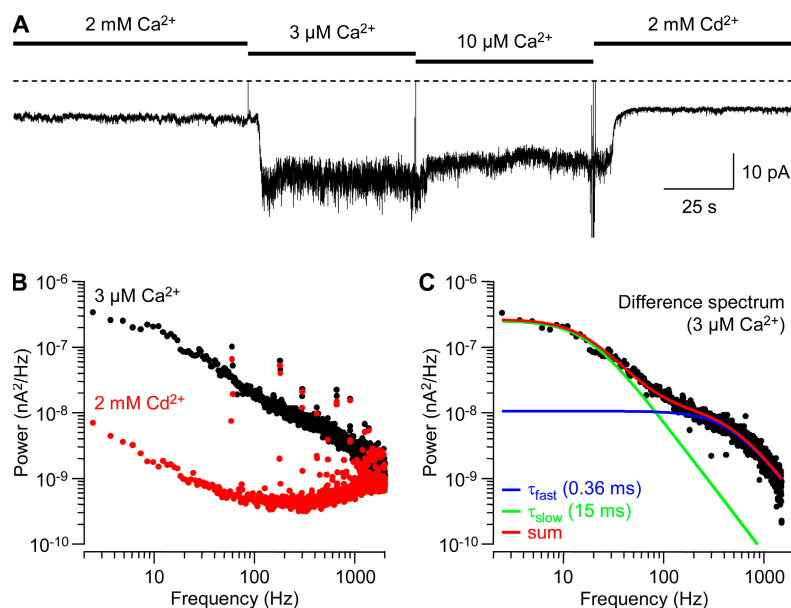 A
2 mM Ca²⁺
3 µM Ca²⁺
10 µM Ca²⁺
2 mM Cd²⁺
10 pA
25 s
B
10⁻⁶
10⁻⁷
10⁻⁸
10⁻⁹
10⁻¹⁰
Power (nA²/Hz)
3 µM Ca²⁺
2 mM Cd²⁺
10
100
1000
Frequency (Hz)
C
10⁻⁶
10⁻⁷
10⁻⁸
10⁻⁹
10⁻¹⁰
Power (nA²/Hz)
Difference spectrum
(3 µM Ca²⁺)
τfast (0.36 ms)
τslow (15 ms)
sum
10
100
1000
Frequency (Hz)